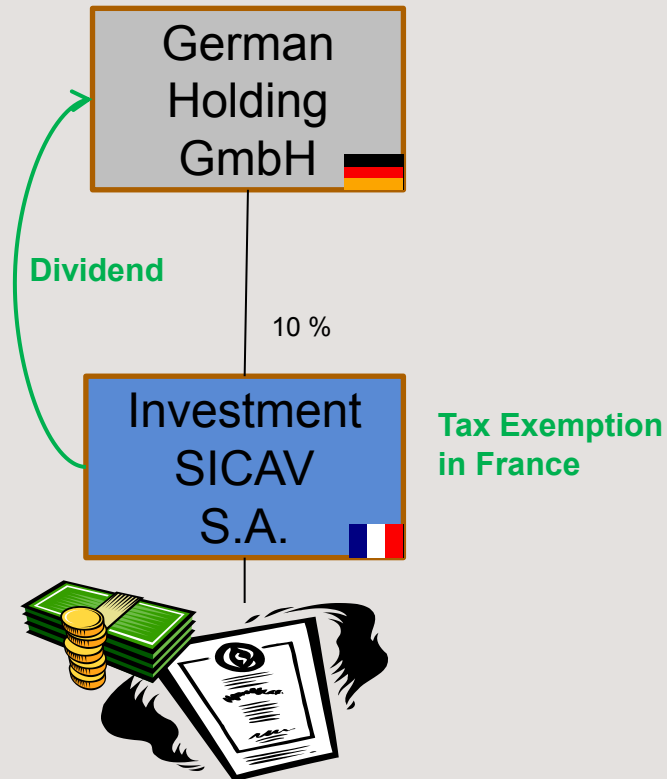 German
Holding
GmbH
Dividend
10 %
Investment
SICAV
S.A.
Tax Exemption
in France